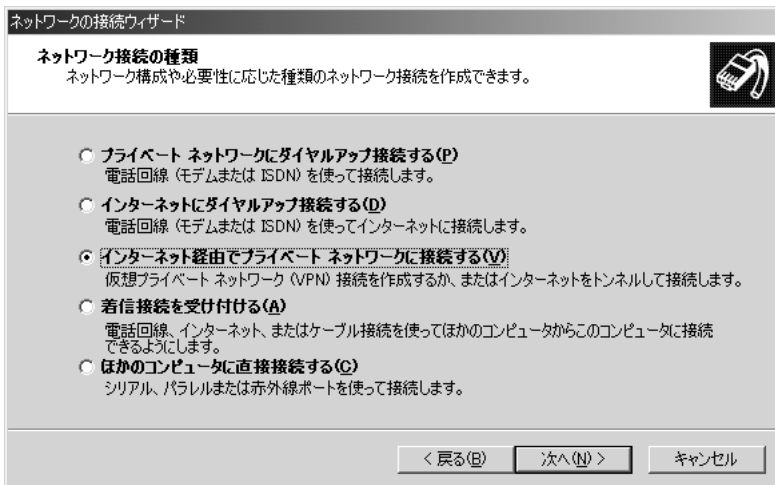 ネットワークの接続ウィザード
ネットワーク接続の種類
ネットワーク構成や必要性に応じた種類のネットワーク接続を作成できます。
プライベート ネットワークにダイヤルアップ接続する(P)
電話回線 (モデムまたは ISDN) を使って接続します。
インターネットにダイヤルアップ接続する(D)
電話回線 (モデムまたは ISDN) を使ってインターネットに接続します。
インターネット経由でプライベート ネットワークに接続する(V)
仮想プライベート ネットワーク (VPN) 接続を作成するか、またはインターネットをトンネルして接続します。
着信接続を受け付ける(A)
電話回線、インターネット、またはケーブル接続を使ってほかのコンピュータからこのコンピュータに接続
できるようにします。
ほかのコンピュータに直接接続する(C)
シリアル、パラレルまたは赤外線ポートを使って接続します。
< 戻る(B) 次へ(N) > キャンセル